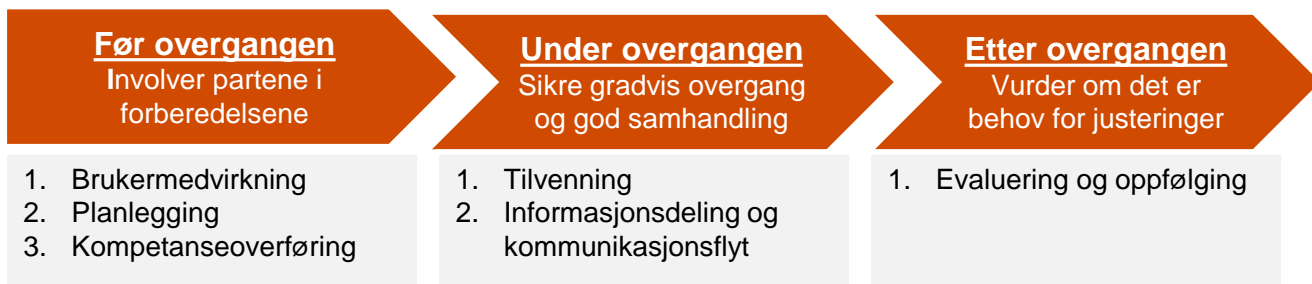 Før overgangen
Involver partene i
forberedelsene
1. Brukermedvirkning
2. Planlegging
3. Kompetanseoverføring
Under overgangen
Sikre gradvis overgang
og god samhandling
1. Tilvenning
2. Informasjonsdeling og
kommunikasjonsflyt
Etter overgangen
Vurder om det er
behov for justeringer
1. Evaluering og oppfølging